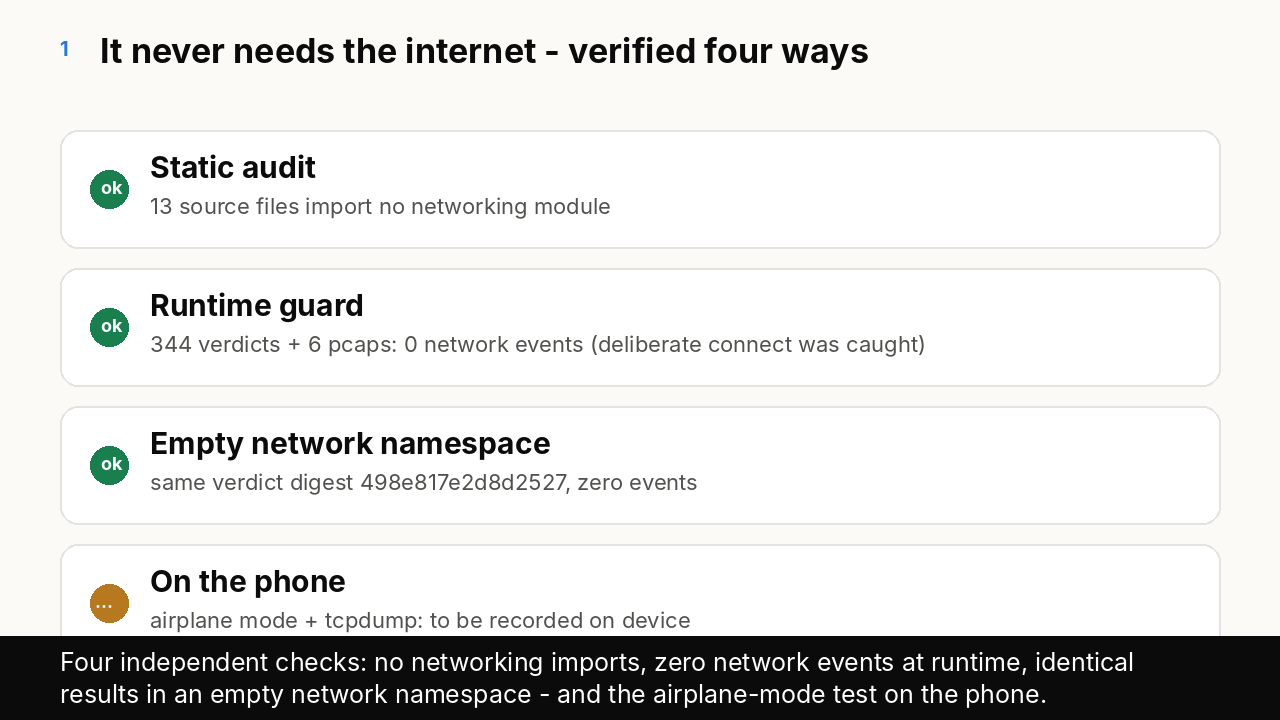 1
It never needs the internet - verified four ways
ok
Static audit
13 source files import no networking module
ok
Runtime guard
344 verdicts + 6 pcaps: 0 network events (deliberate connect was caught)
ok
Empty network namespace
same verdict digest 498e817e2d8d2527, zero events
...
On the phone
airplane mode + tcpdump: to be recorded on device
Four independent checks: no networking imports, zero network events at runtime, identical
results in an empty network namespace - and the airplane-mode test on the phone.